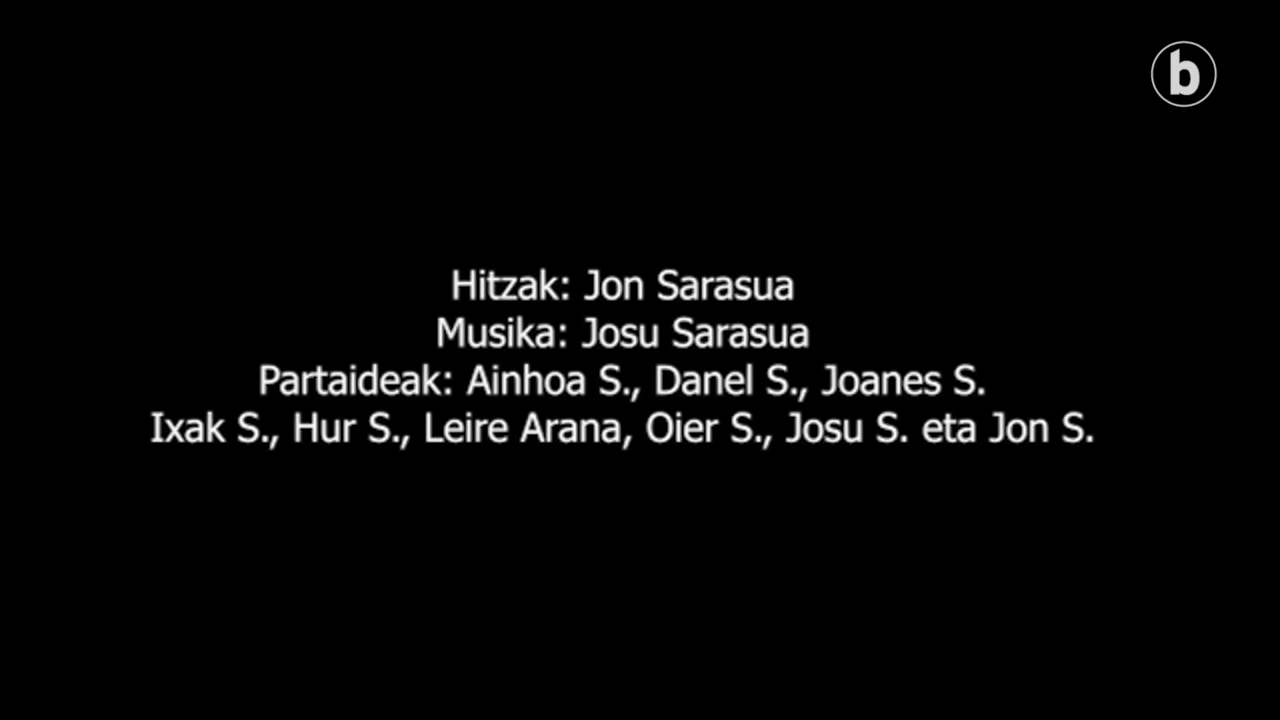 b
Hitzak: Jon Sarasua
Musika: Josu Sarasua
Partaideak: Ainhoa S., Danel S., Joanes S.
Ixak S., Hur S., Leire Arana, Oier S., Josu S. eta Jon S.